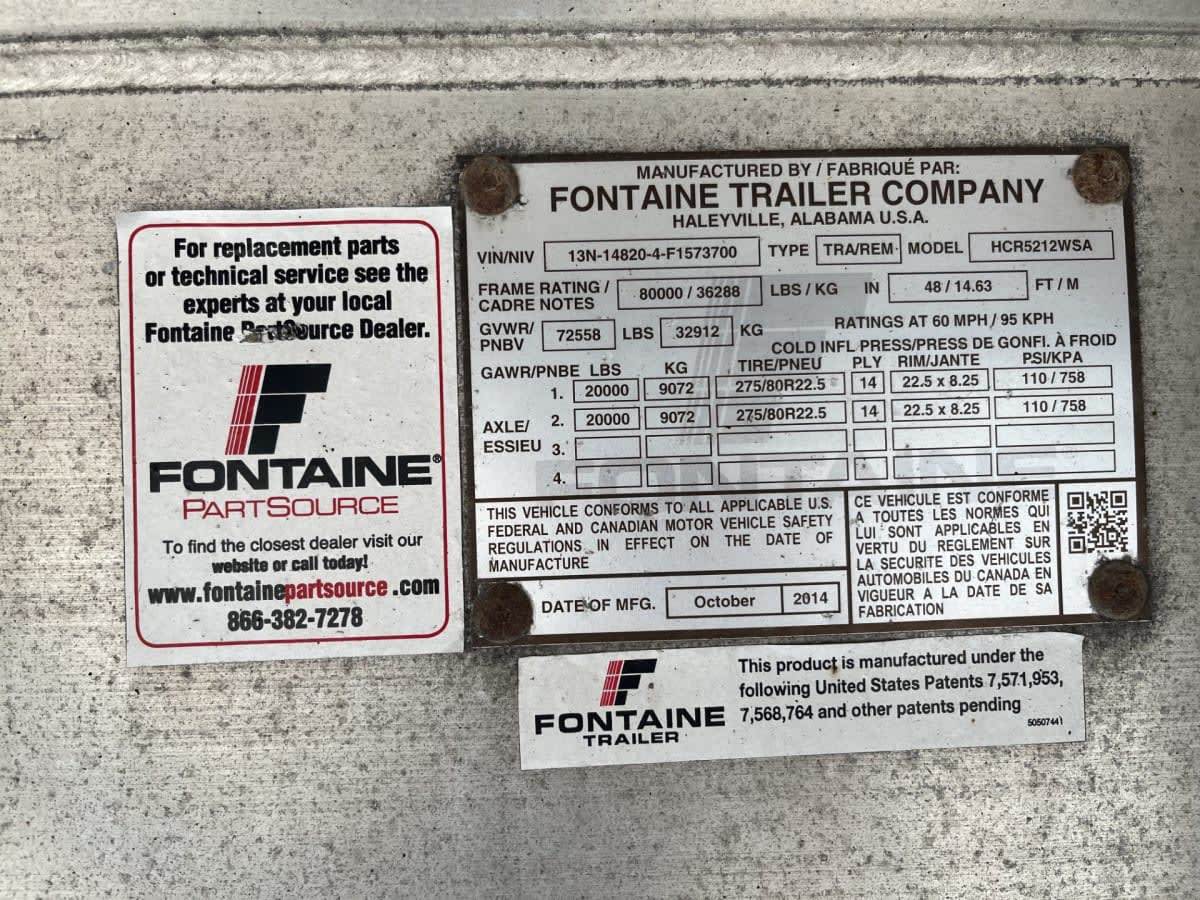 For replacement parts
or technical service see the
experts at your local
Fontaine PartSource Dealer.
FONTAINE®
PARTSOURCE
To find the closest dealer visit our
website or call today!
www.fontainepartsource.com
866-382-7278
MANUFACTURED BY / FABRIQUÉ PAR:
FONTAINE TRAILER COMPANY
HALEYVILLE, ALABAMA U.S.A.
VIN/NIV 13N-14820-4-F1573700 TYPE TRA/REM MODEL HCR5212WSA
FRAME RATING / CADRE NOTES 80000 / 36288 LBS / KG IN 48 / 14.63 FT / M
GVWR/ PNBV 72558 LBS 32912 KG RATINGS AT 60 MPH / 95 KPH
COLD INFL PRESS/PRESS DE GONFI. À FROID
GAWR/PNBE LBS KG TIRE/PNEU PLY RIM/JANTE PSI/KPA
AXLE/ ESSIEU
1. 20000 9072 275/80R22.5 14 22.5 x 8.25 110 / 758
2. 20000 9072 275/80R22.5 14 22.5 x 8.25 110 / 758
3.
4.
FONTAINE
THIS VEHICLE CONFORMS TO ALL APPLICABLE U.S.
FEDERAL AND CANADIAN MOTOR VEHICLE SAFETY
REGULATIONS IN EFFECT ON THE DATE OF
MANUFACTURE
CE VEHICULE EST CONFORME
A TOUTES LES NORMES QUI
LUI SONT APPLICABLES EN
VERTU DU REGLEMENT SUR
LA SECURITE DES VEHICULES
AUTOMOBILES DU CANADA EN
VIGUEUR A LA DATE DE SA
FABRICATION
DATE OF MFG. October 2014
FONTAINE
TRAILER
This product is manufactured under the
following United States Patents 7,571,953,
7,568,764 and other patents pending
50507441